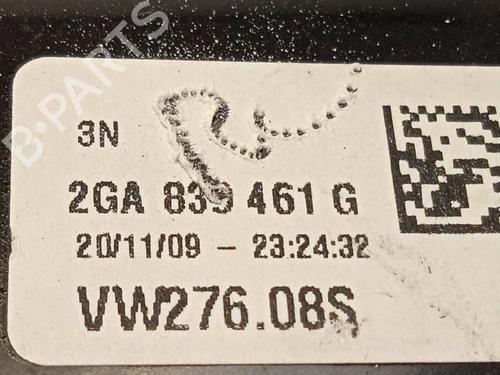 B-PARTS
3N
2GA 839 461 G
20/11/09 - 23:24:32
VW276.08S